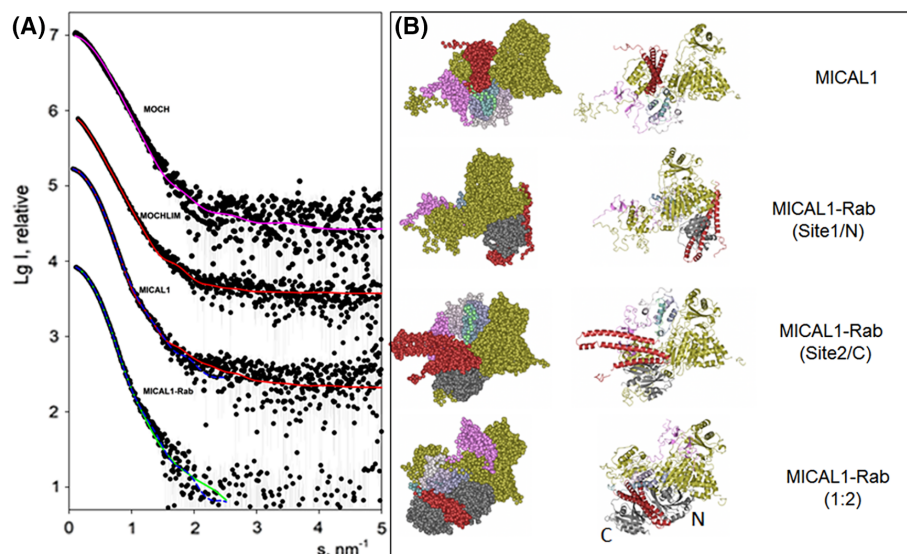 (A)
7
6
5
4
3
2
1
Lg I, relative
MOCH
MOCHLIM
MICAL1
MICAL1-Rab
0 1 2 3 4 5
s, nm⁻¹
(B)
MICAL1
MICAL1-Rab
(Site1/N)
MICAL1-Rab
(Site2/C)
MICAL1-Rab
(1:2)
C
N